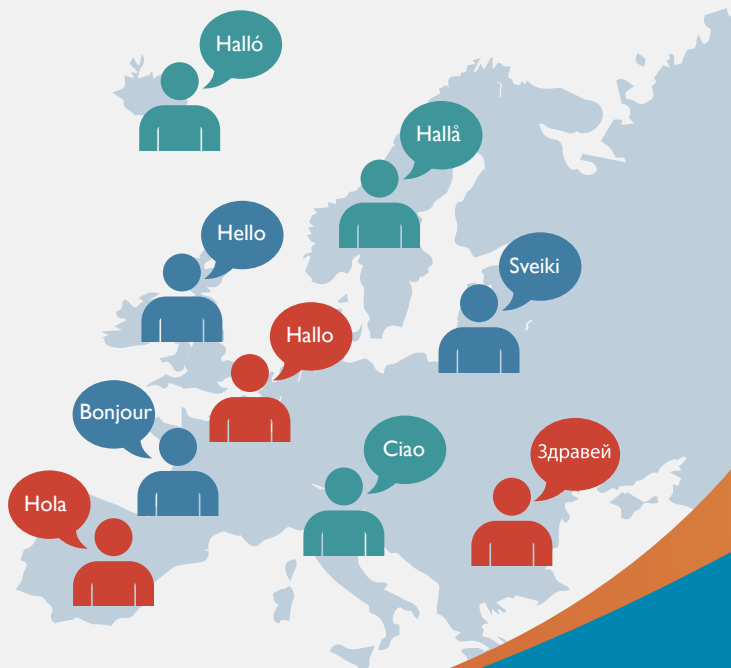 Halló
Hallå
Hello
Sveiki
Hallo
Bonjour
Ciao
Здравей
Hola